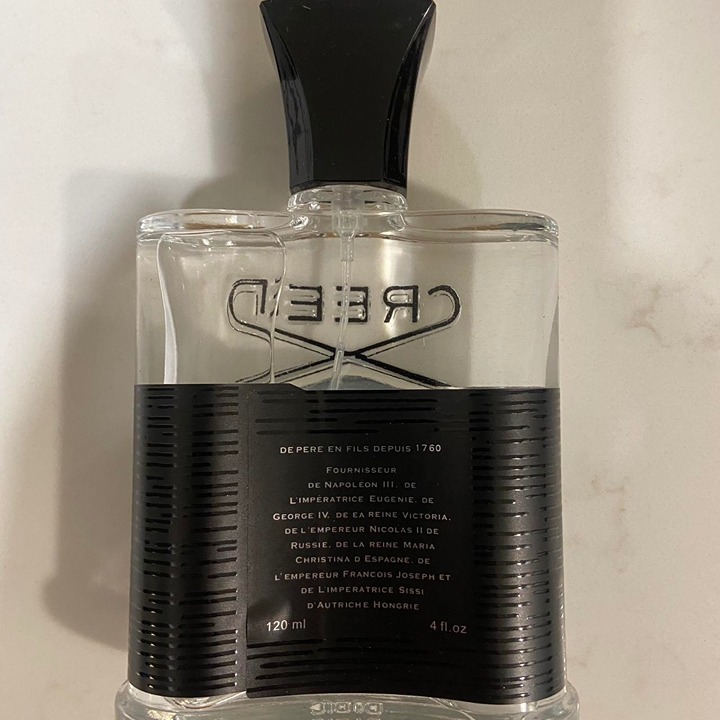 CREED
DE PERE EN FILS DEPUIS 1760
FOURNISSEUR
DE NAPOLEON III. DE
L'IMPÉRATRICE EUGENIE. DE
GEORGE IV. DE EA REINE VICTORIA.
DE L'EMPEREUR NICOLAS II DE
RUSSIE. DE LA REINE MARIA
CHRISTINA D ESPAGNE. DE
L'EMPEREUR FRANCOIS JOSEPH ET
DE L'IMPERATRICE SISSI
D'AUTRICHE HONGRIE
120 ml 4 fl.oz